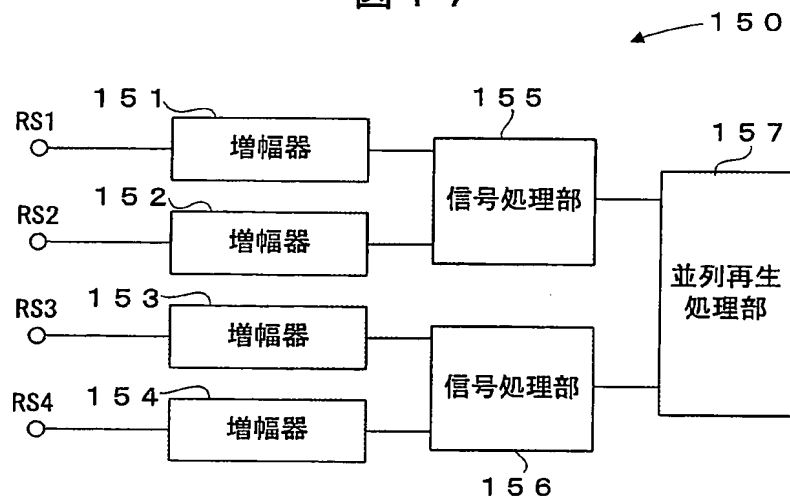 図17
150
151
155
157
RS1
増幅器
152
信号処理部
RS2
増幅器
並列再生
処理部
153
RS3
増幅器
信号処理部
RS4
154
増幅器
156